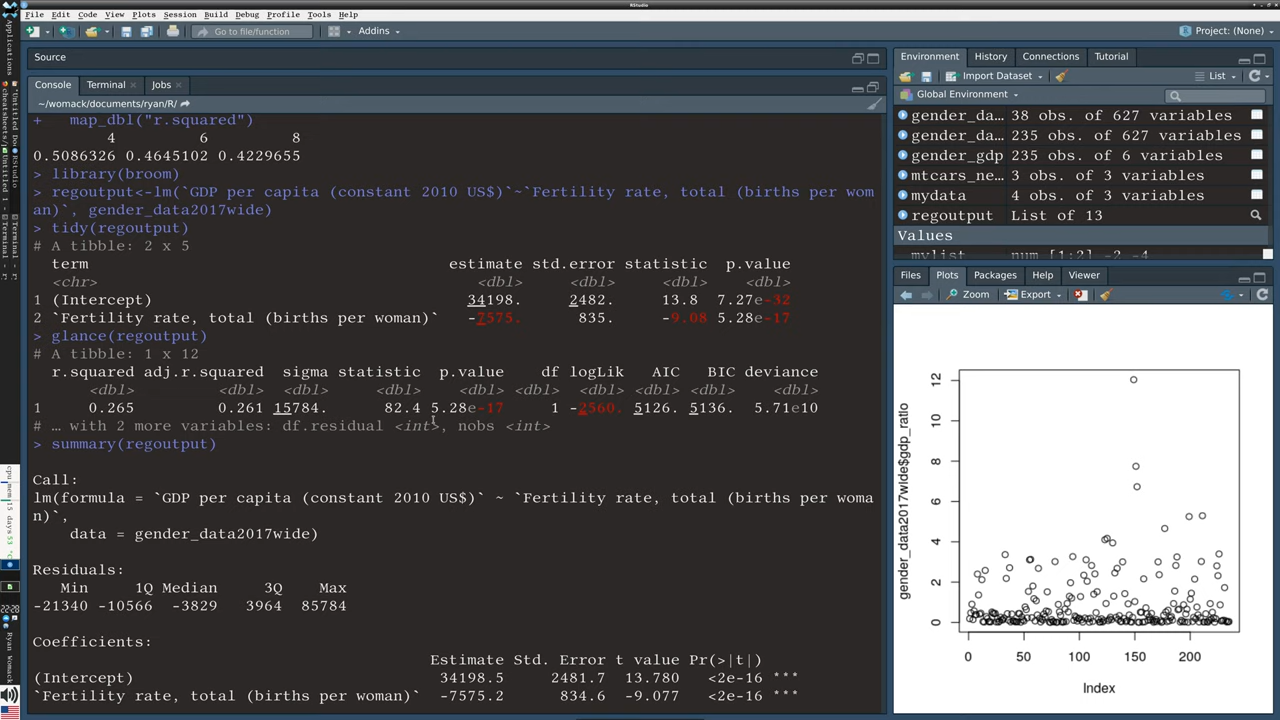 RStudio
File Edit Code View Plots Session Build Debug Profile Tools Help
Go to file/function Addins Project: (None)
Source
Console Terminal Jobs
~/womack/documents/ryan/R/
+ map_dbl("r.squared")
4 6 8
0.5086326 0.4645102 0.4229655
> library(broom)
> regoutput<-lm(`GDP per capita (constant 2010 US$)`~`Fertility rate, total (births per wom
an)`, gender_data2017wide)
> tidy(regoutput)
# A tibble: 2 x 5
term estimate std.error statistic p.value
<chr> <dbl> <dbl> <dbl> <dbl>
1 (Intercept) 34198. 2482. 13.8 7.27e-32
2 `Fertility rate, total (births per woman)` -7575. 835. -9.08 5.28e-17
> glance(regoutput)
# A tibble: 1 x 12
r.squared adj.r.squared sigma statistic p.value df logLik AIC BIC deviance
<dbl> <dbl> <dbl> <dbl> <dbl> <dbl> <dbl> <dbl> <dbl> <dbl>
1 0.265 0.261 15784. 82.4 5.28e-17 1 -2560. 5126. 5136. 5.71e10
# … with 2 more variables: df.residual <int>, nobs <int>
> summary(regoutput)
Call:
lm(formula = `GDP per capita (constant 2010 US$)` ~ `Fertility rate, total (births per woma
n)`,
data = gender_data2017wide)
Residuals:
Min 1Q Median 3Q Max
-21340 -10566 -3829 3964 85784
Coefficients:
Estimate Std. Error t value Pr(>|t|)
(Intercept) 34198.5 2481.7 13.780 <2e-16 ***
`Fertility rate, total (births per woman)` -7575.2 834.6 -9.077 <2e-16 ***
Environment History Connections Tutorial
Import Dataset List
Global Environment
gender_da… 38 obs. of 627 variables
gender_da… 235 obs. of 627 variables
gender_gdp 235 obs. of 6 variables
mtcars_ne… 3 obs. of 3 variables
mydata 4 obs. of 3 variables
regoutput List of 13
Values
mylist num [1:2] -2 -4
Files Plots Packages Help Viewer
Zoom Export
gender_data2017wide$gdp_ratio
12
10
8
6
4
2
0
0 50 100 150 200
Index
Applications
RStudio
Terminal
22:28
Ryan Womack